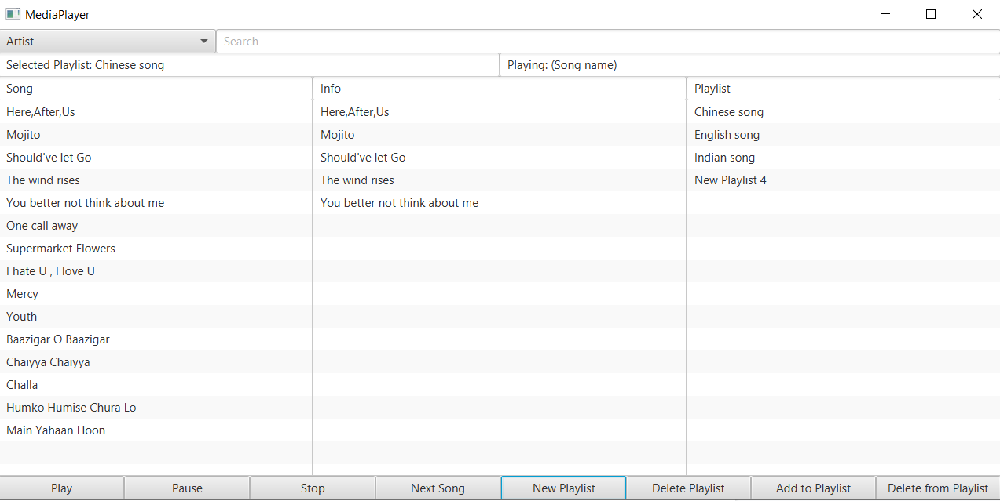 MediaPlayer
Artist
Search
Selected Playlist: Chinese song
Playing: (Song name)
Song
Here,After,Us
Mojito
Should've let Go
The wind rises
You better not think about me
One call away
Supermarket Flowers
I hate U , I love U
Mercy
Youth
Baazigar O Baazigar
Chaiyya Chaiyya
Challa
Humko Humise Chura Lo
Main Yahaan Hoon
Info
Here,After,Us
Mojito
Should've let Go
The wind rises
You better not think about me
Playlist
Chinese song
English song
Indian song
New Playlist 4
Play
Pause
Stop
Next Song
New Playlist
Delete Playlist
Add to Playlist
Delete from Playlist